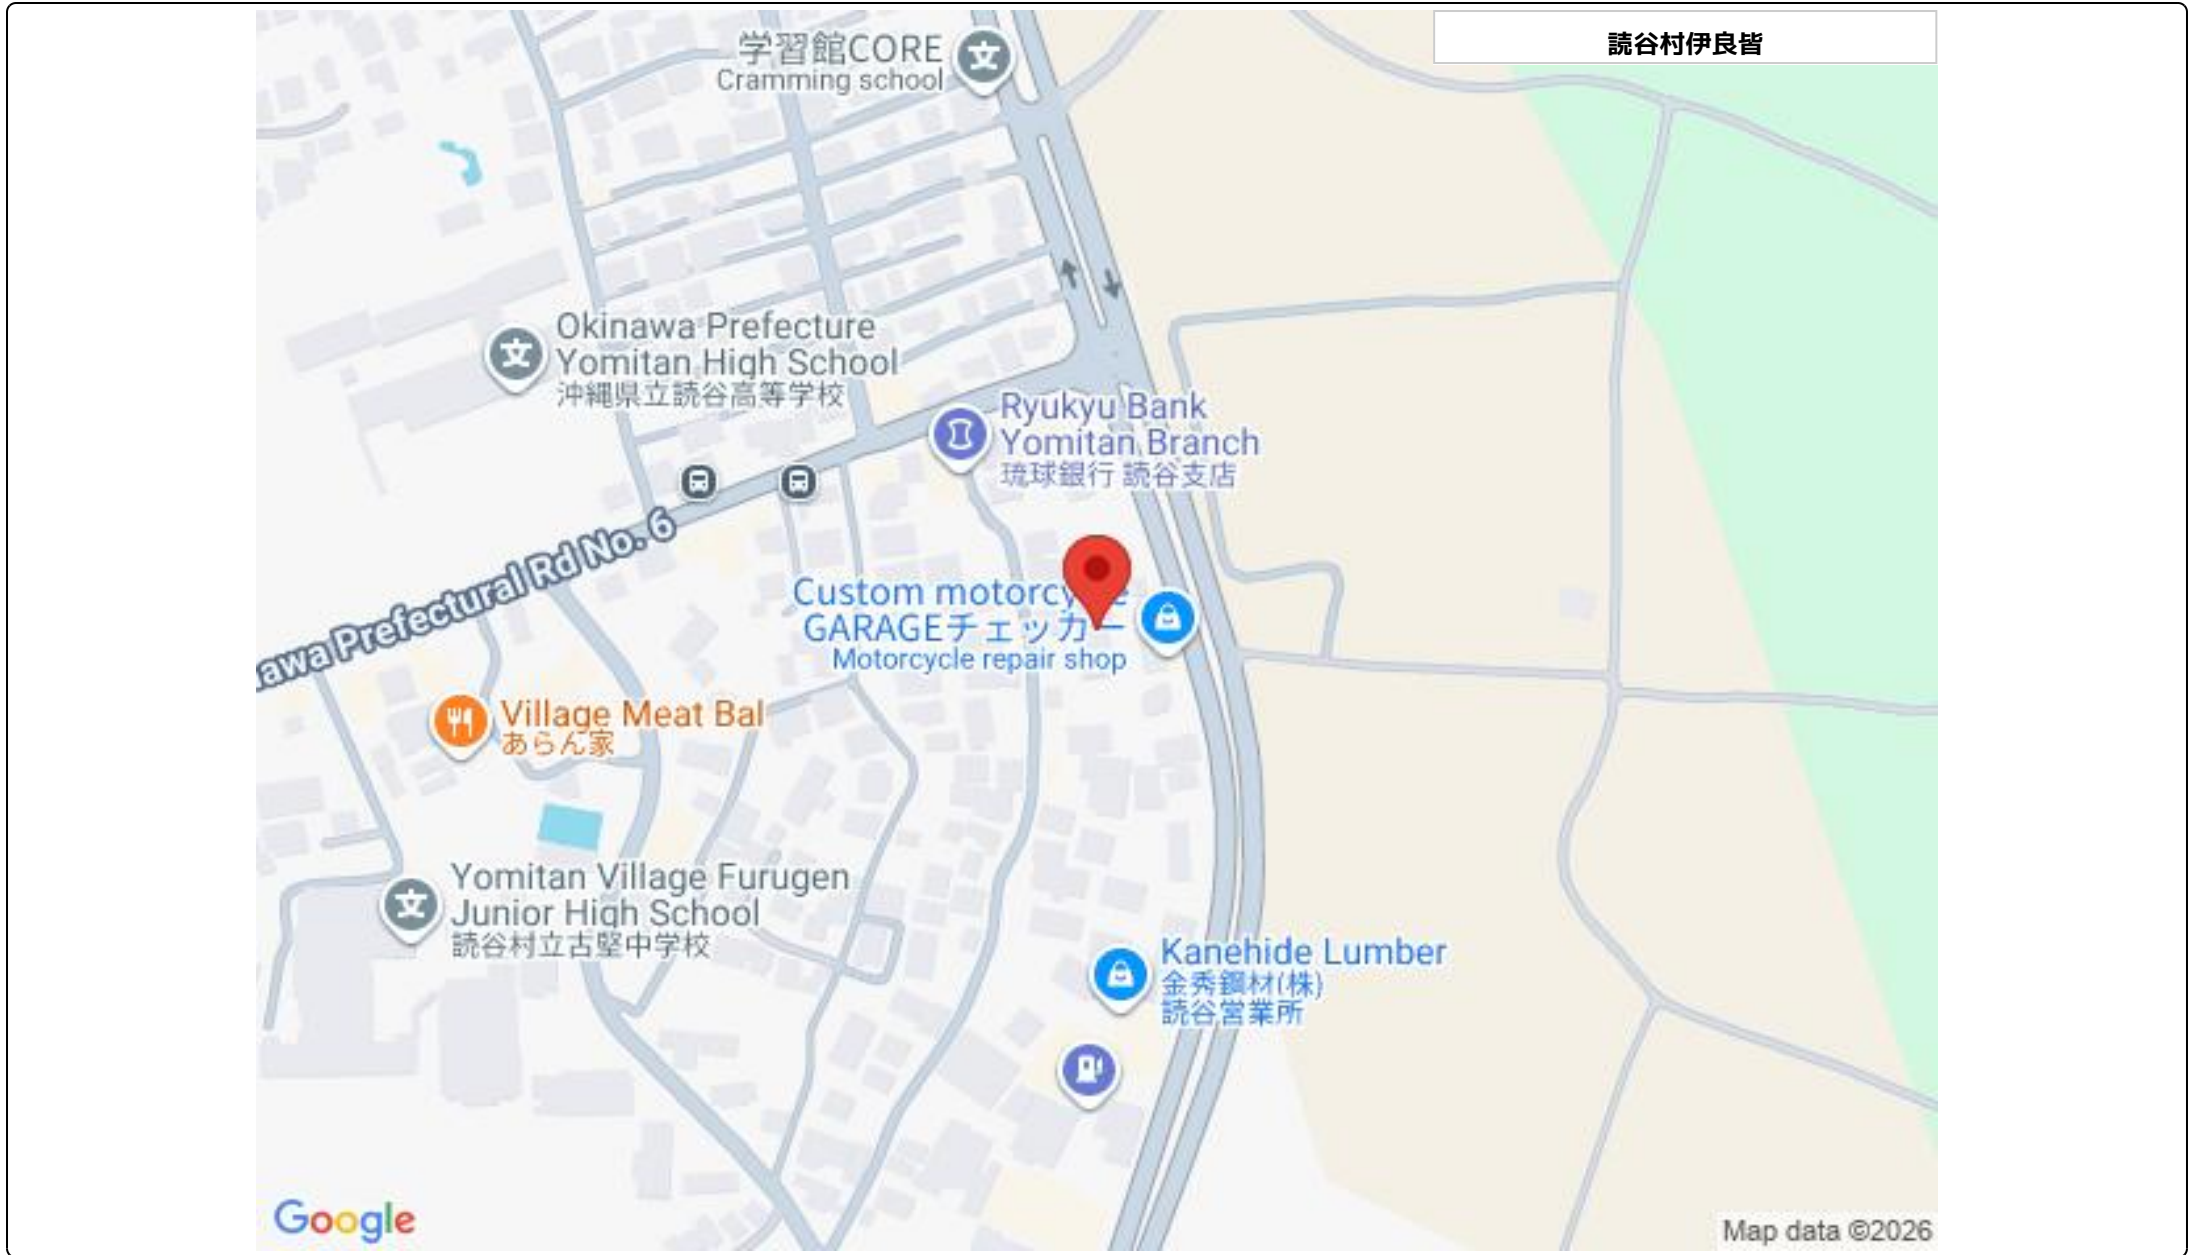 読谷村伊良皆
学習館CORE
Cramming school
Okinawa Prefecture
Yomitan High School
沖縄県立読谷高等学校
Ryukyu Bank
Yomitan Branch
琉球銀行 読谷支店
awa Prefectural Rd No. 6
Custom motorcycle
GARAGEチェッカー
Motorcycle repair shop
Village Meat Bal
あらん家
Yomitan Village Furugen
Junior High School
読谷村立古堅中学校
Kanehide Lumber
金秀鋼材(株)
読谷営業所
Google
Map data ©2026